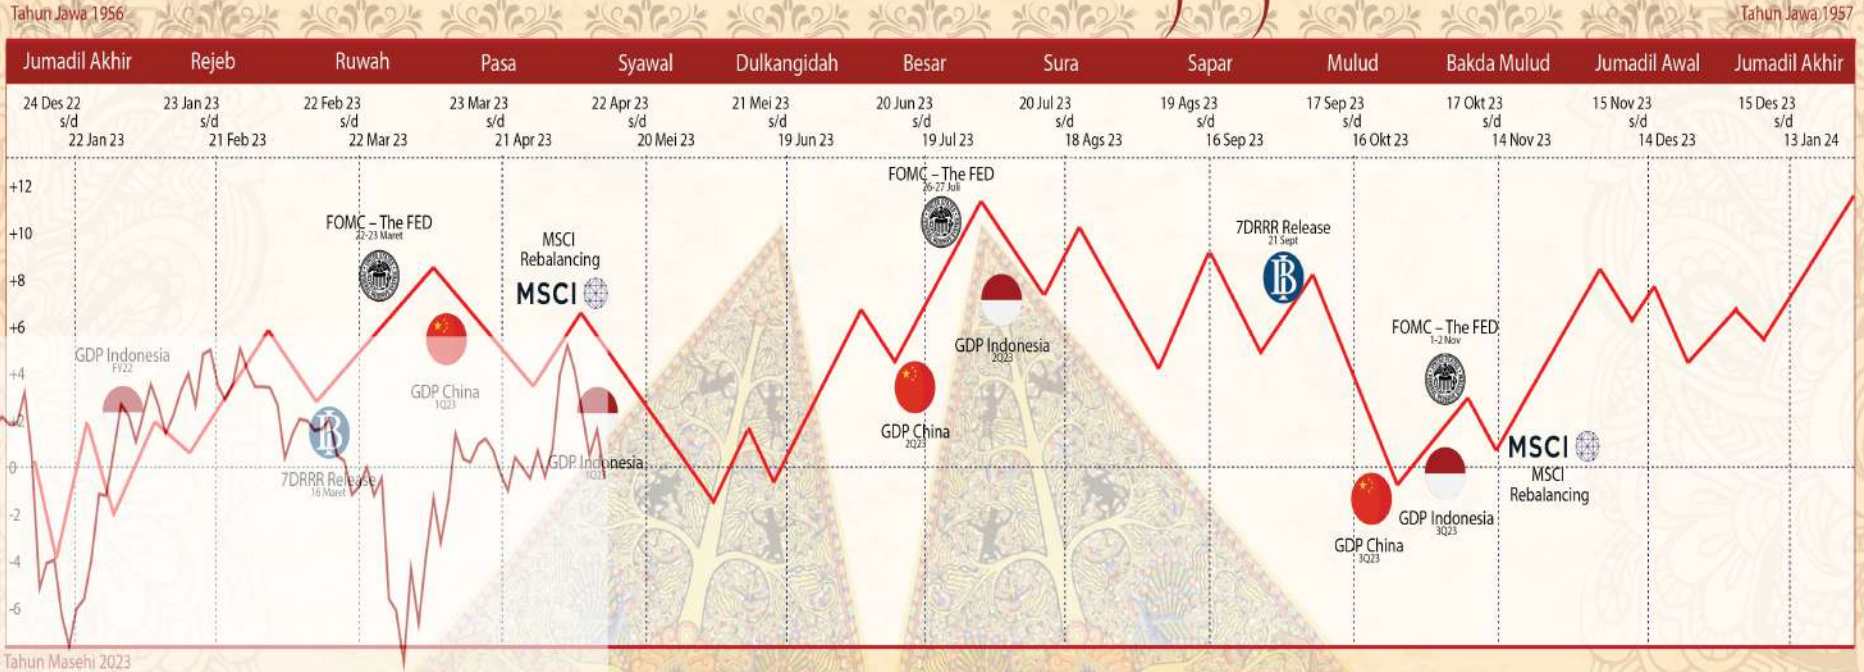 Tahun Jawa 1956
Tahun Jawa 1957
Jumadil Akhir
Rejeb
Ruwah
Pasa
Syawal
Dulkangidah
Besar
Sura
Sapar
Mulud
Bakda Mulud
Jumadil Awal
Jumadil Akhir
24 Des 22
s/d
22 Jan 23
23 Jan 23
s/d
21 Feb 23
22 Feb 23
s/d
22 Mar 23
23 Mar 23
s/d
21 Apr 23
22 Apr 23
s/d
20 Mei 23
21 Mei 23
s/d
19 Jun 23
20 Jun 23
s/d
19 Jul 23
20 Jul 23
s/d
18 Ags 23
19 Ags 23
s/d
16 Sep 23
17 Sep 23
s/d
16 Okt 23
17 Okt 23
s/d
14 Nov 23
15 Nov 23
s/d
14 Des 23
15 Des 23
s/d
13 Jan 24
+12
+10
+8
+6
+4
+2
0
-2
-4
-6
GDP Indonesia
FY22
7DRRR Release
16 Maret
FOMC – The FED
22-23 Maret
GDP China
1Q23
MSCI
Rebalancing
MSCI
GDP Indonesia
1Q23
FOMC – The FED
26-27 Juli
GDP China
2Q23
GDP Indonesia
2Q23
7DRRR Release
21 Sept
GDP China
3Q23
FOMC – The FED
1-2 Nov
GDP Indonesia
3Q23
MSCI
MSCI
Rebalancing
Tahun Masehi 2023